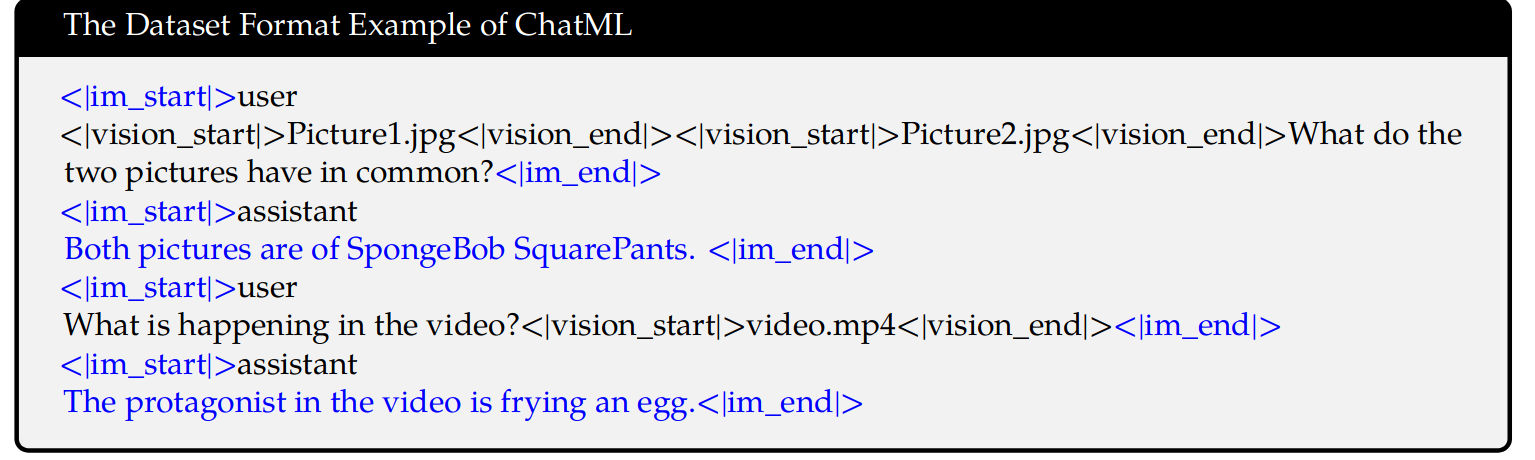 The Dataset Format Example of ChatML
<|im_start|>user
<|vision_start|>Picture1.jpg<|vision_end|><|vision_start|>Picture2.jpg<|vision_end|>What do the
two pictures have in common?<|im_end|>
<|im_start|>assistant
Both pictures are of SpongeBob SquarePants. <|im_end|>
<|im_start|>user
What is happening in the video?<|vision_start|>video.mp4<|vision_end|><|im_end|>
<|im_start|>assistant
The protagonist in the video is frying an egg.<|im_end|>